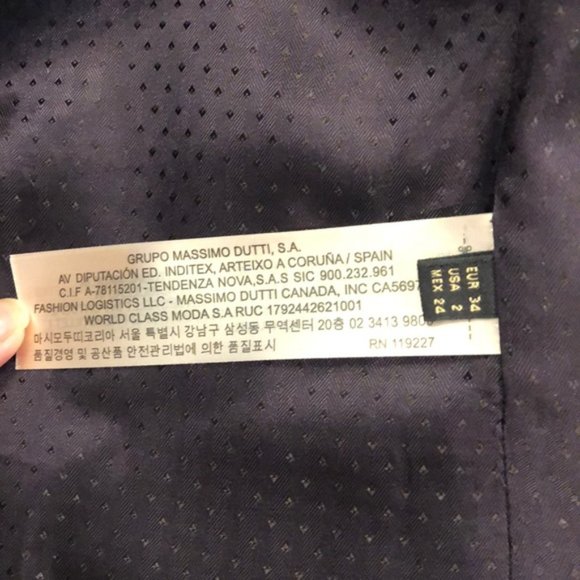 GRUPO MASSIMO DUTTI, S.A.
AV DIPUTACIÓN ED. INDITEX, ARTEIXO A CORUÑA / SPAIN
C.I.F A-78115201-TENDENZA NOVA,S.A.S SIC 900.232.961
FASHION LOGISTICS LLC - MASSIMO DUTTI CANADA, INC CA5697
WORLD CLASS MODA S.A RUC 1792442621001
마시모두띠코리아 서울 특별시 강남구 삼성동 무역센터 20층 02 3413 980
품질경영 및 공산품 안전관리법에 의한 품질표시
RN 119227
EUR 34
USA 2
MEX 24